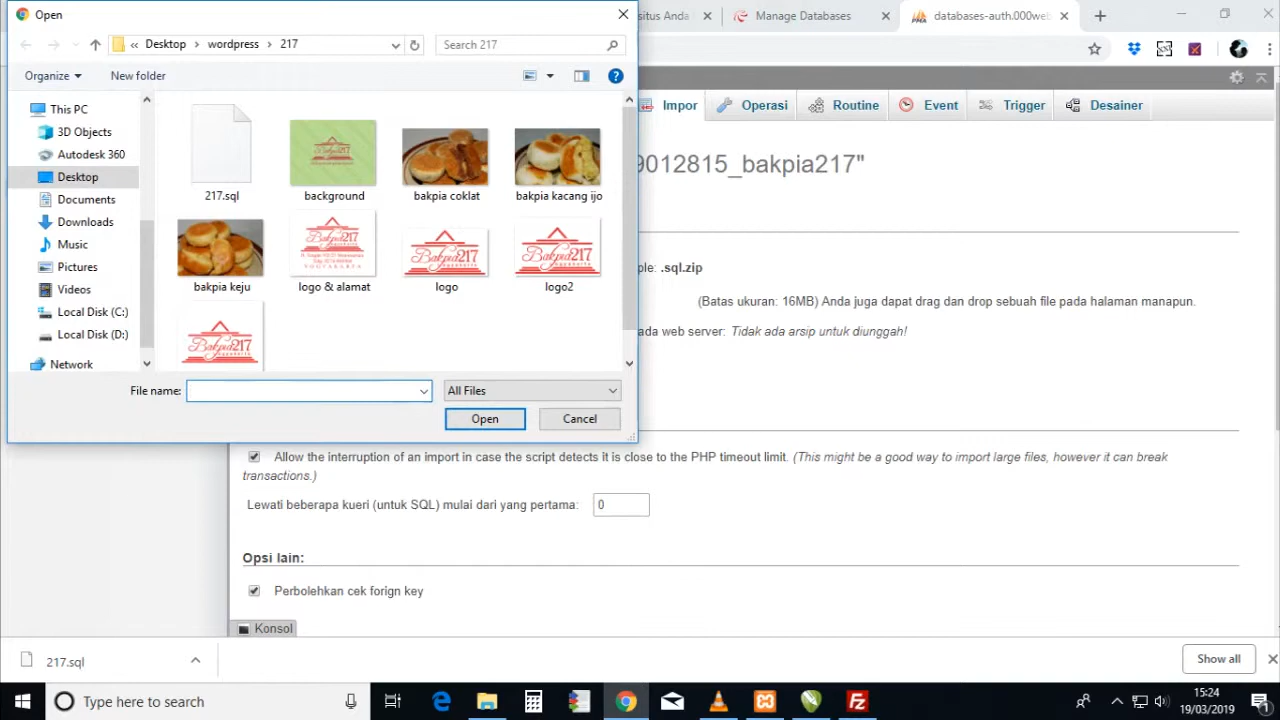 Open
situs Anda
Manage Databases
databases-auth.000web
« Desktop › wordpress › 217
Search 217
Organize
New folder
Impor
Operasi
Routine
Event
Trigger
Desainer
This PC
3D Objects
Autodesk 360
Desktop
Documents
Downloads
Music
Pictures
Videos
Local Disk (C:)
Local Disk (D:)
Network
217.sql
background
bakpia coklat
bakpia kacang ijo
bakpia keju
logo & alamat
logo
logo2
Bakpia217
YOGYAKARTA
Bakpia217
Bakpia217
Bakpia217
9012815_bakpia217"
ple: .sql.zip
(Batas ukuran: 16MB) Anda juga dapat drag dan drop sebuah file pada halaman manapun.
ada web server: Tidak ada arsip untuk diunggah!
File name:
All Files
Open
Cancel
Allow the interruption of an import in case the script detects it is close to the PHP timeout limit. (This might be a good way to import large files, however it can break
transactions.)
Lewati beberapa kueri (untuk SQL) mulai dari yang pertama: 0
Opsi lain:
Perbolehkan cek forign key
Konsol
217.sql
Show all
Type here to search
15:24
19/03/2019
1